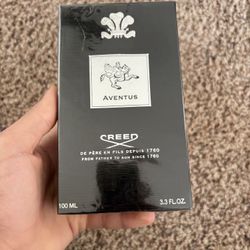 AVENTUS
CREED
DE PÈRE EN FILS DEPUIS 1760
FROM FATHER TO SON SINCE 1760
100 ML 3.3 FL.OZ.